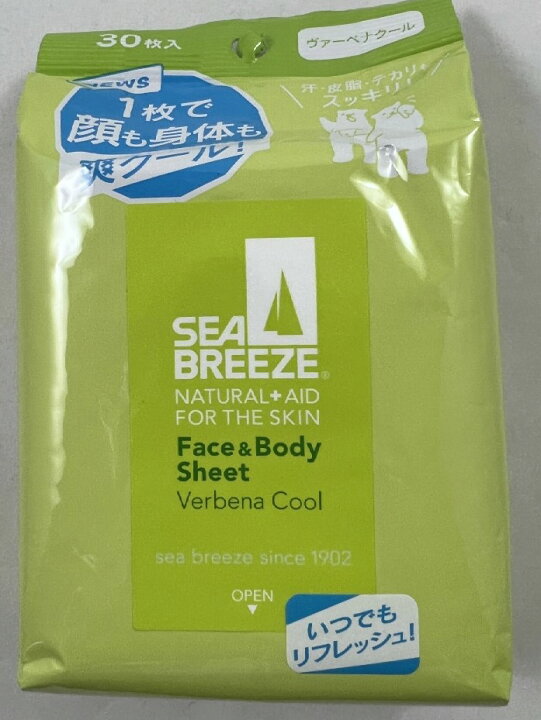 30枚入
ヴァーベナクール
NEWS
1枚で
顔も身体も
爽クール!
汗・皮脂・テカリも
スッキリ!
SEA
BREEZE®
NATURAL+AID
FOR THE SKIN
Face&Body
Sheet
Verbena Cool
sea breeze since 1902
OPEN
いつでも
リフレッシュ!